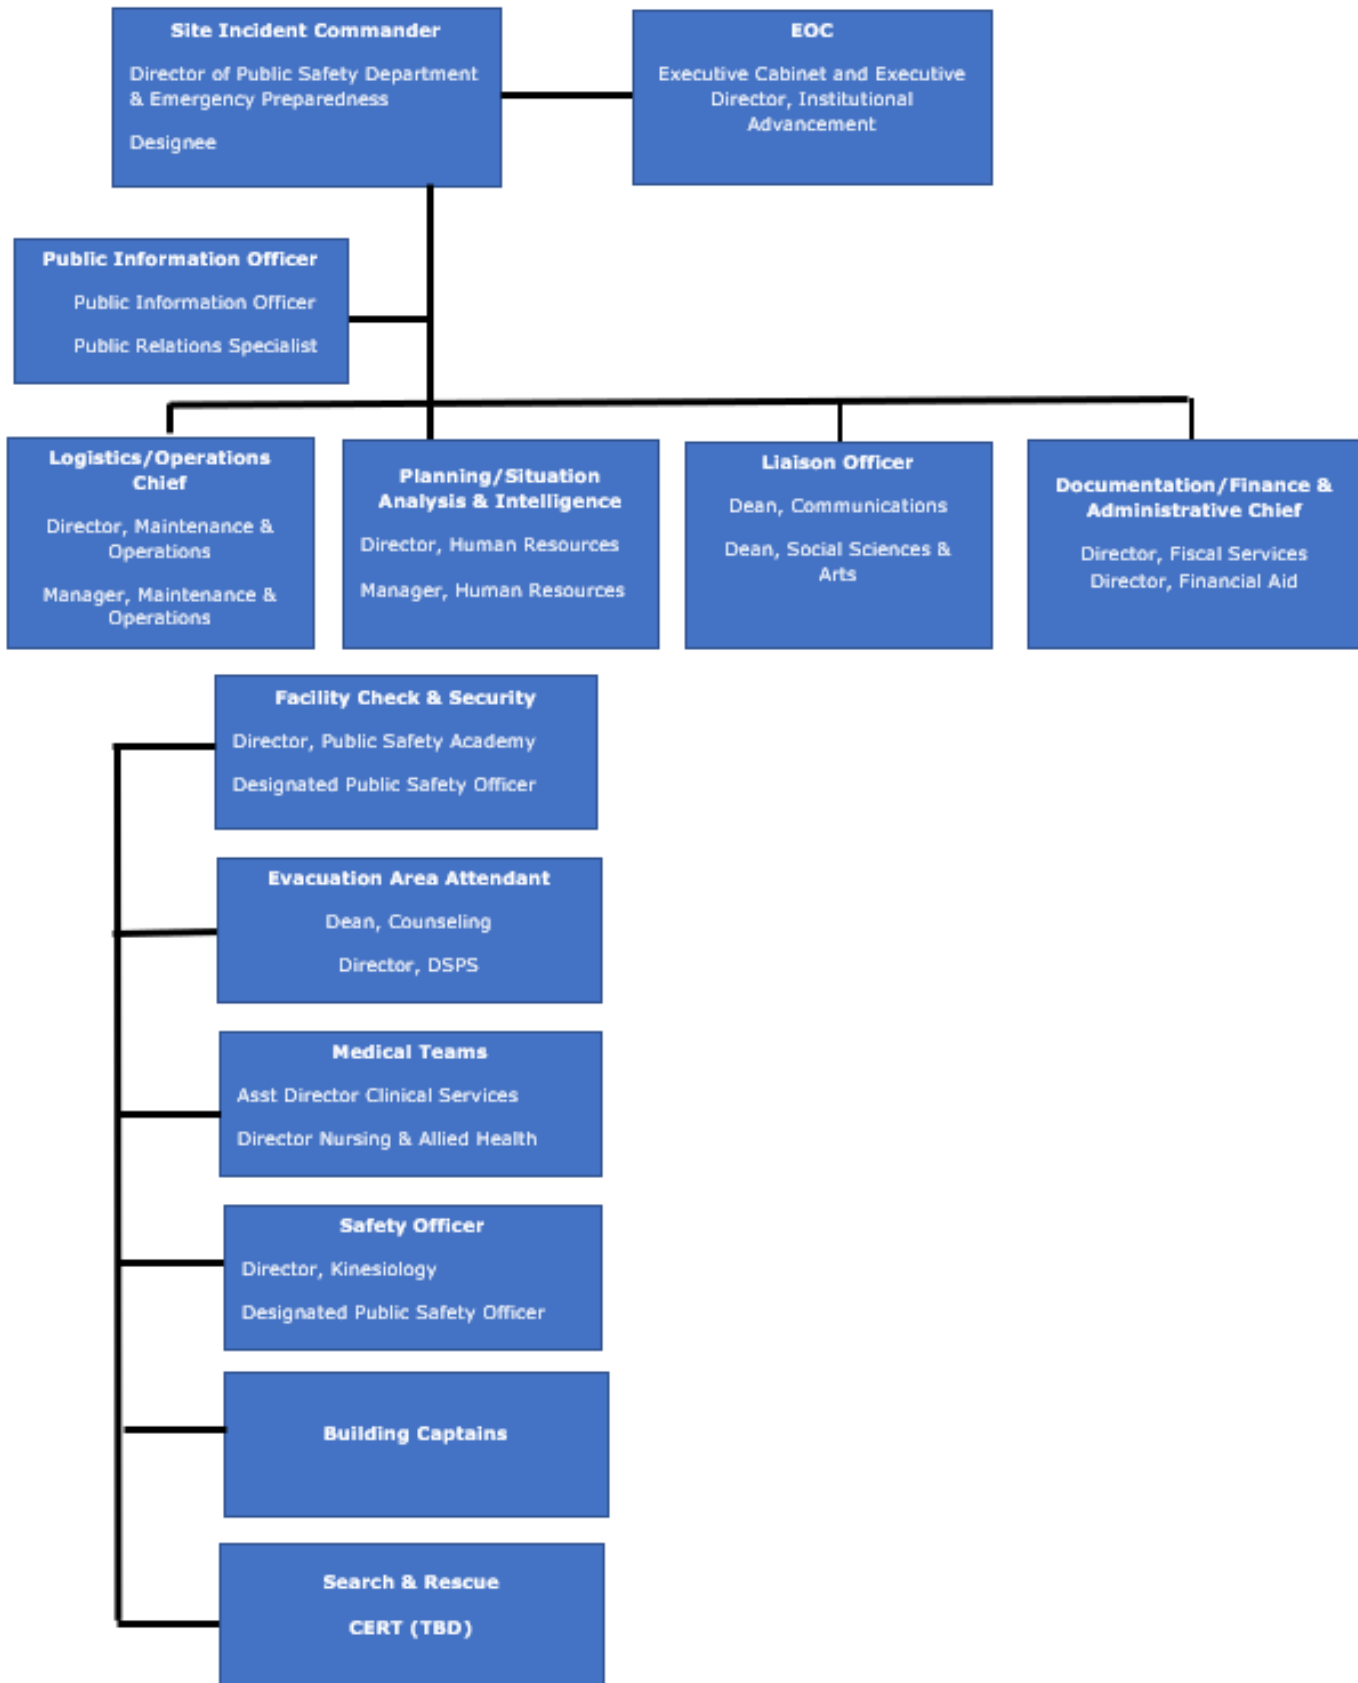 Site Incident Commander
Director of Public Safety Department
& Emergency Preparedness
Designee
EOC
Executive Cabinet and Executive
Director, Institutional
Advancement
Public Information Officer
Public Information Officer
Public Relations Specialist
Logistics/Operations
Chief
Director, Maintenance &
Operations
Manager, Maintenance &
Operations
Planning/Situation
Analysis & Intelligence
Director, Human Resources
Manager, Human Resources
Liaison Officer
Dean, Communications
Dean, Social Sciences &
Arts
Documentation/Finance &
Administrative Chief
Director, Fiscal Services
Director, Financial Aid
Facility Check & Security
Director, Public Safety Academy
Designated Public Safety Officer
Evacuation Area Attendant
Dean, Counseling
Director, DSPS
Medical Teams
Asst Director Clinical Services
Director Nursing & Allied Health
Safety Officer
Director, Kinesiology
Designated Public Safety Officer
Building Captains
Search & Rescue
CERT (TBD)